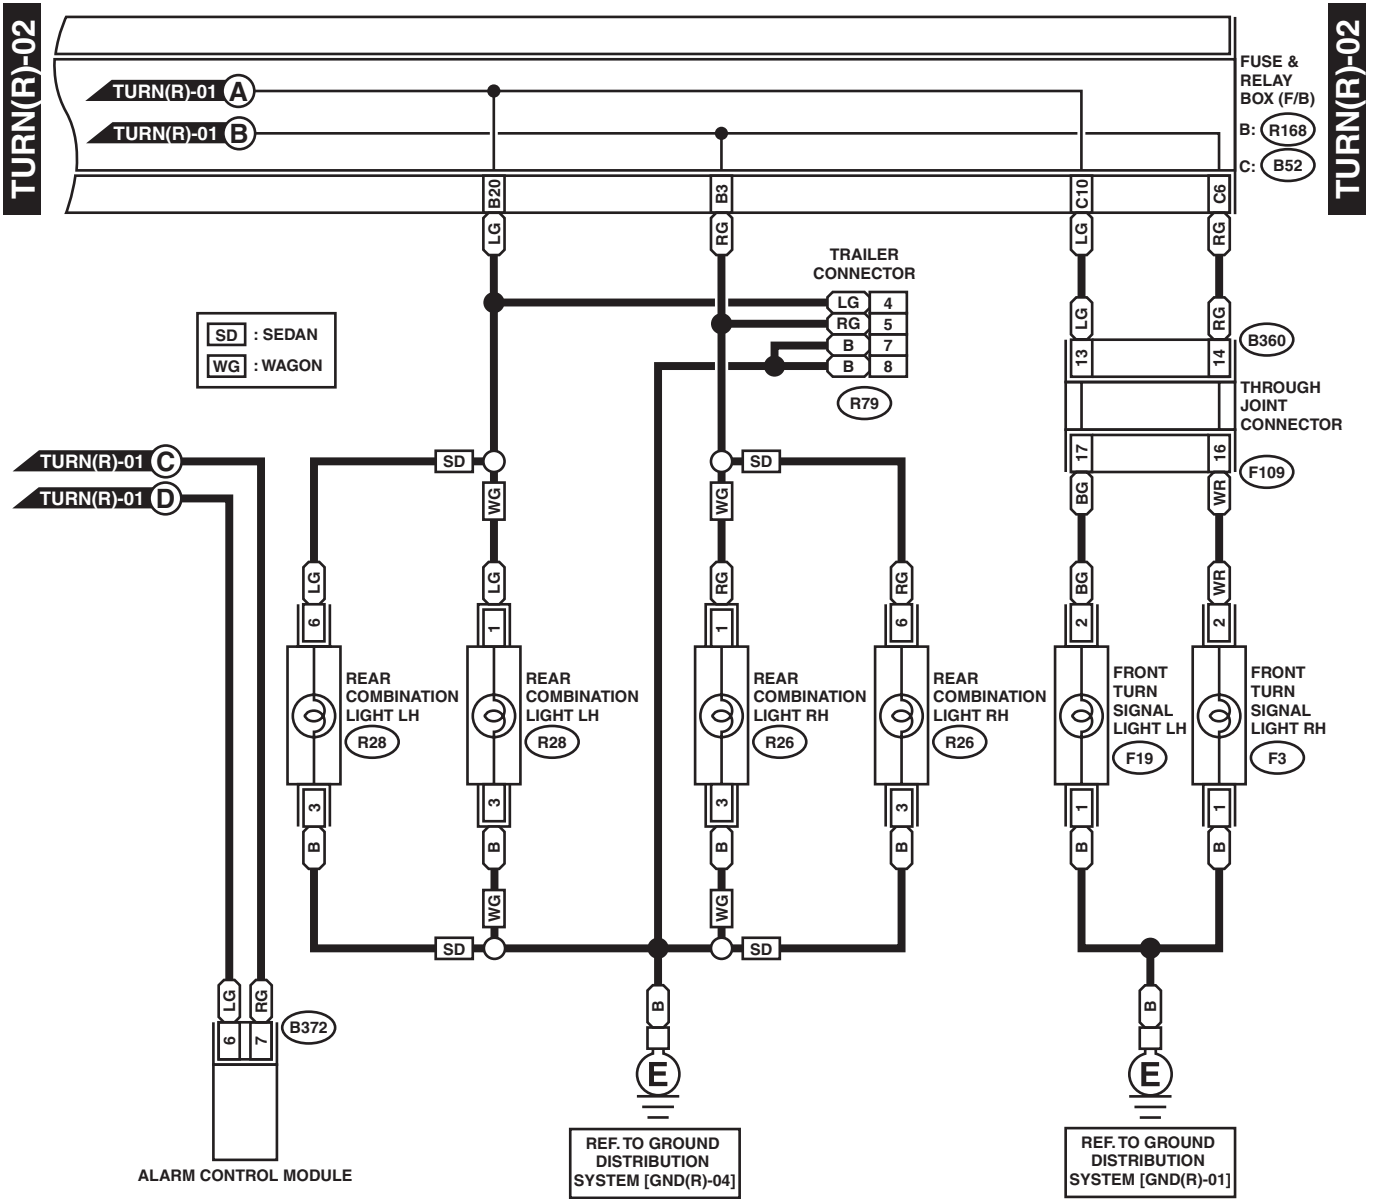 TURN(R)-02
TURN(R)-02
TURN(R)-01 A
TURN(R)-01 B
FUSE &
RELAY
BOX (F/B)
B: R168
C: B52
B20
B3
C10
C6
LG
RG
LG
RG
TRAILER
CONNECTOR
LG 4
RG 5
B 7
B 8
R79
SD : SEDAN
WG : WAGON
LG
RG
B360
13
14
THROUGH
JOINT
CONNECTOR
17
16
F109
BG
WR
TURN(R)-01 C
TURN(R)-01 D
SD
SD
WG
WG
LG
LG
RG
RG
BG
WR
6
1
1
6
2
2
REAR
COMBINATION
LIGHT LH
R28
REAR
COMBINATION
LIGHT LH
R28
REAR
COMBINATION
LIGHT RH
R26
REAR
COMBINATION
LIGHT RH
R26
FRONT
TURN
SIGNAL
LIGHT LH
F19
FRONT
TURN
SIGNAL
LIGHT RH
F3
3
3
3
3
1
1
B
B
B
B
B
B
WG
WG
SD
SD
LG
RG
B372
6
7
ALARM CONTROL MODULE
B
E
REF. TO GROUND
DISTRIBUTION
SYSTEM [GND(R)-04]
B
E
REF. TO GROUND
DISTRIBUTION
SYSTEM [GND(R)-01]